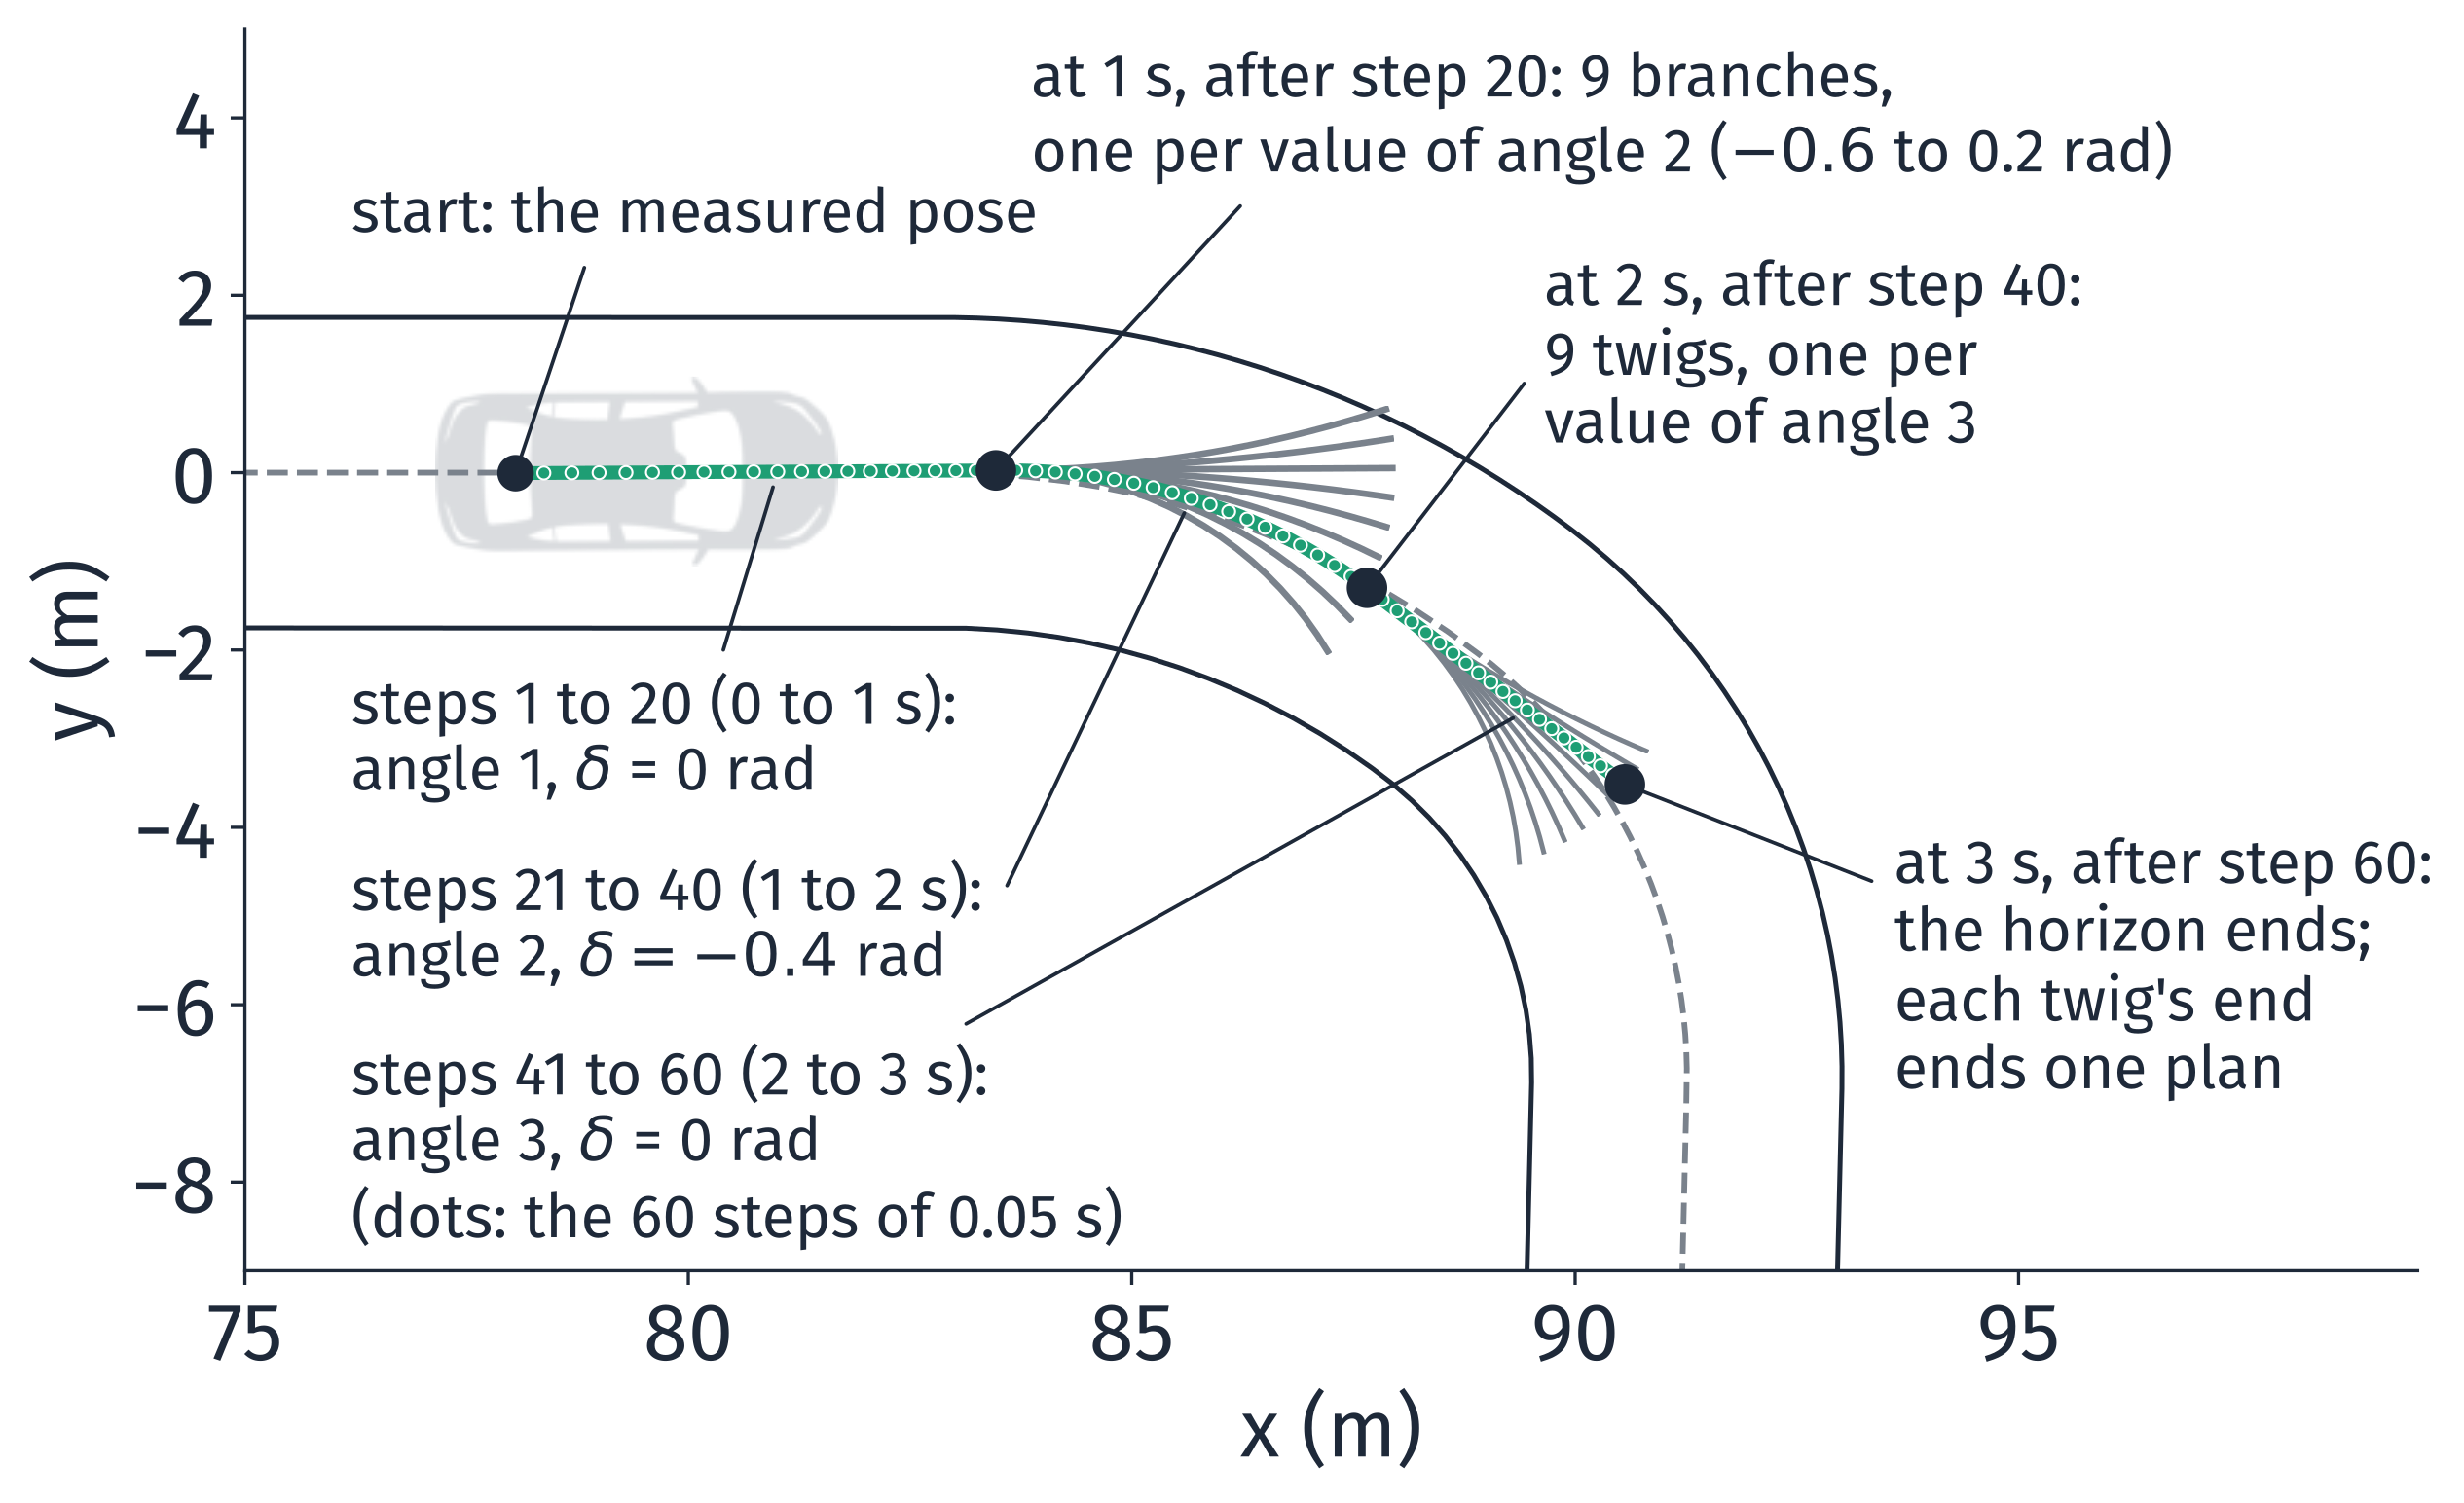 at 1 s, after step 20: 9 branches,
one per value of angle 2 (−0.6 to 0.2 rad)
start: the measured pose
at 2 s, after step 40:
9 twigs, one per
value of angle 3
steps 1 to 20 (0 to 1 s):
angle 1, δ = 0 rad
steps 21 to 40 (1 to 2 s):
angle 2, δ = −0.4 rad
steps 41 to 60 (2 to 3 s):
angle 3, δ = 0 rad
(dots: the 60 steps of 0.05 s)
at 3 s, after step 60:
the horizon ends;
each twig's end
ends one plan
4
2
0
−2
−4
−6
−8
y (m)
75 80 85 90 95
x (m)